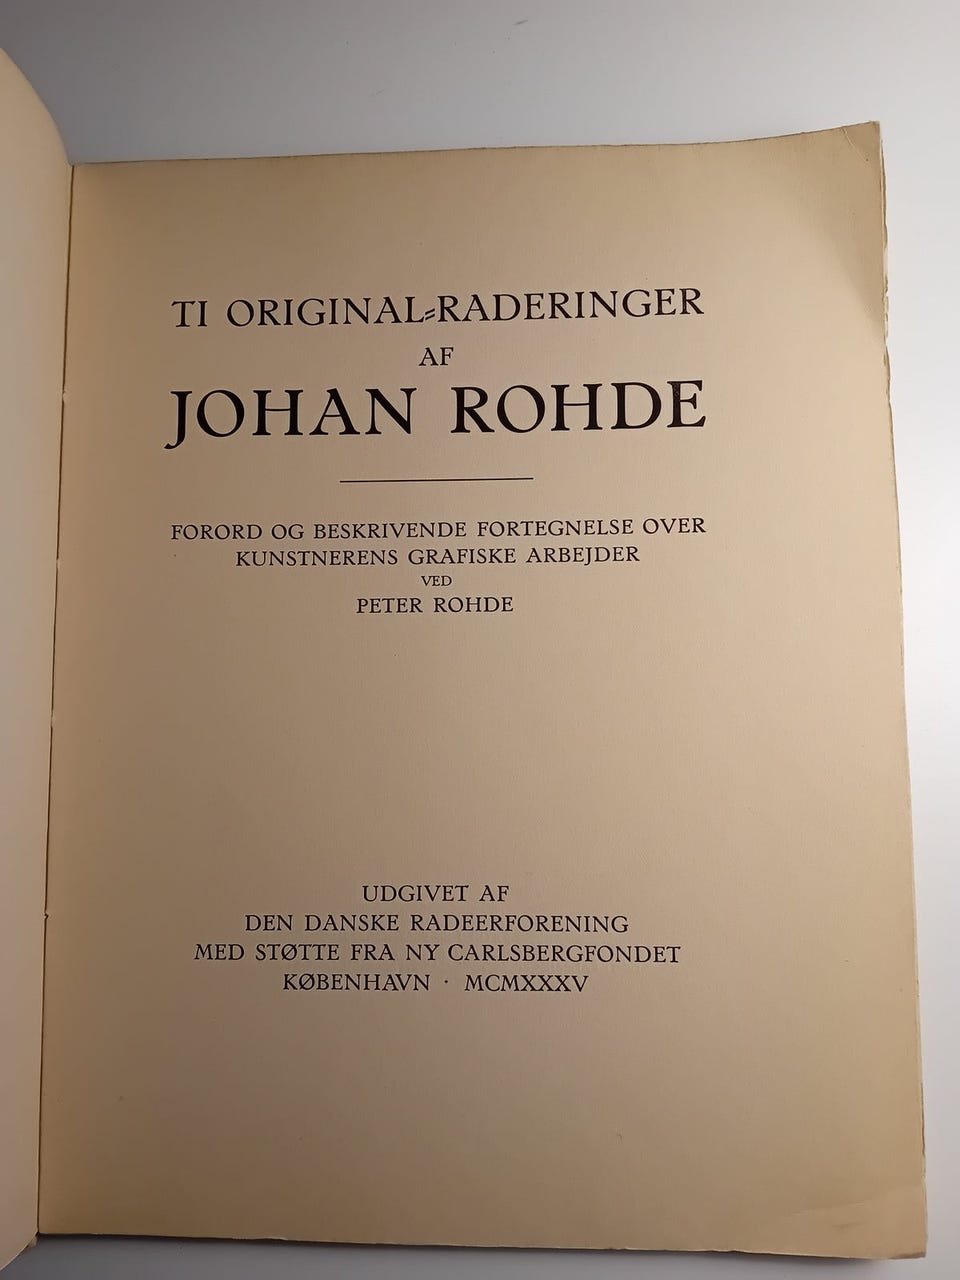 TI ORIGINAL-RADERINGER
AF
JOHAN ROHDE
FORORD OG BESKRIVENDE FORTEGNELSE OVER
KUNSTNERENS GRAFISKE ARBEJDER
VED
PETER ROHDE
UDGIVET AF
DEN DANSKE RADEERFORENING
MED STØTTE FRA NY CARLSBERGFONDET
KØBENHAVN · MCMXXXV